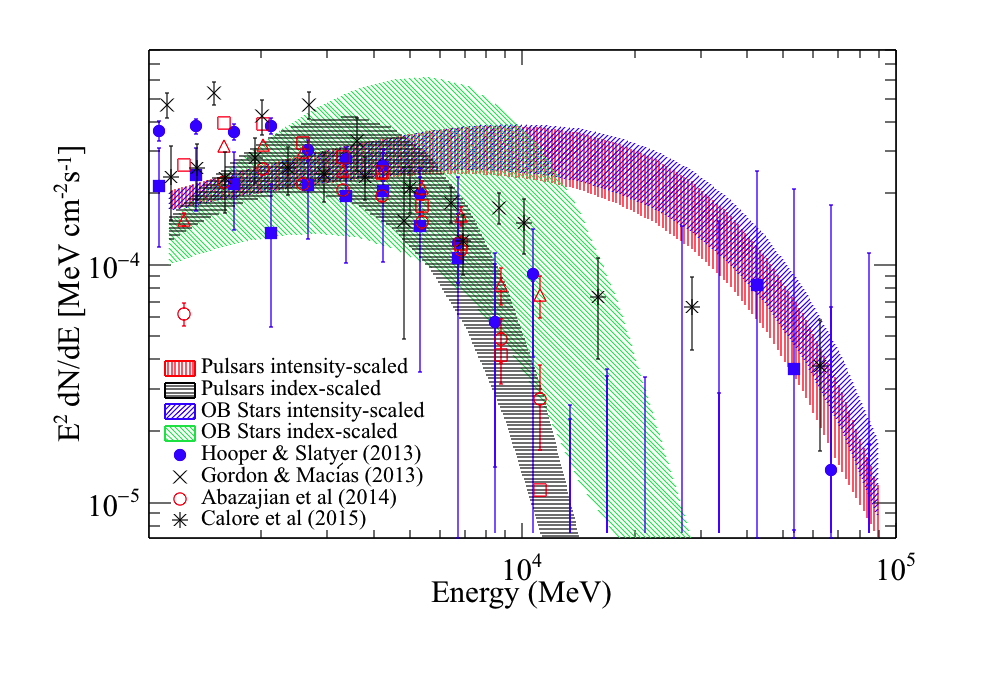 E² dN/dE [MeV cm⁻²s⁻¹]
10⁻⁴
10⁻⁵
Pulsars intensity-scaled
Pulsars index-scaled
OB Stars intensity-scaled
OB Stars index-scaled
Hooper & Slatyer (2013)
Gordon & Macías (2013)
Abazajian et al (2014)
Calore et al (2015)
10⁴
10⁵
Energy (MeV)